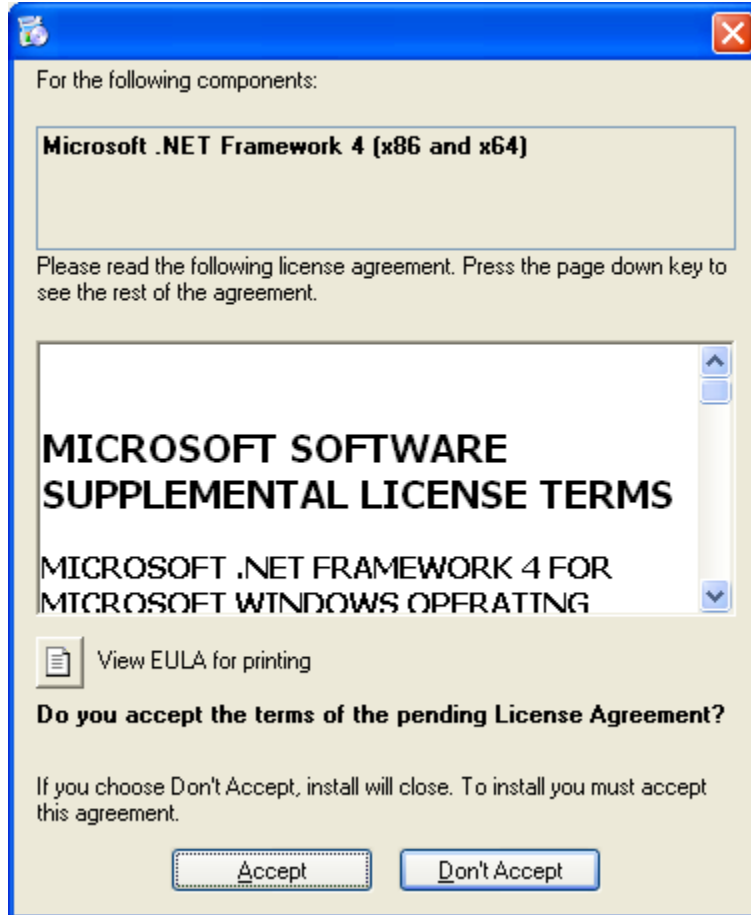 For the following components:
Microsoft .NET Framework 4 (x86 and x64)
Please read the following license agreement. Press the page down key to
see the rest of the agreement.
MICROSOFT SOFTWARE
SUPPLEMENTAL LICENSE TERMS
MICROSOFT .NET FRAMEWORK 4 FOR
MICROSOFT WINDOWS OPERATING
View EULA for printing
Do you accept the terms of the pending License Agreement?
If you choose Don't Accept, install will close. To install you must accept
this agreement.
Accept
Don't Accept